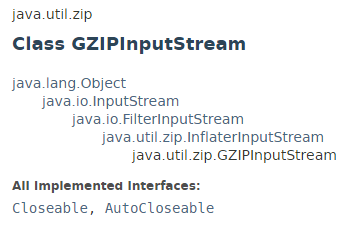 java.util.zip
Class GZIPInputStream
java.lang.Object
java.io.InputStream
java.io.FilterInputStream
java.util.zip.InflaterInputStream
java.util.zip.GZIPInputStream
All Implemented Interfaces:
Closeable, AutoCloseable